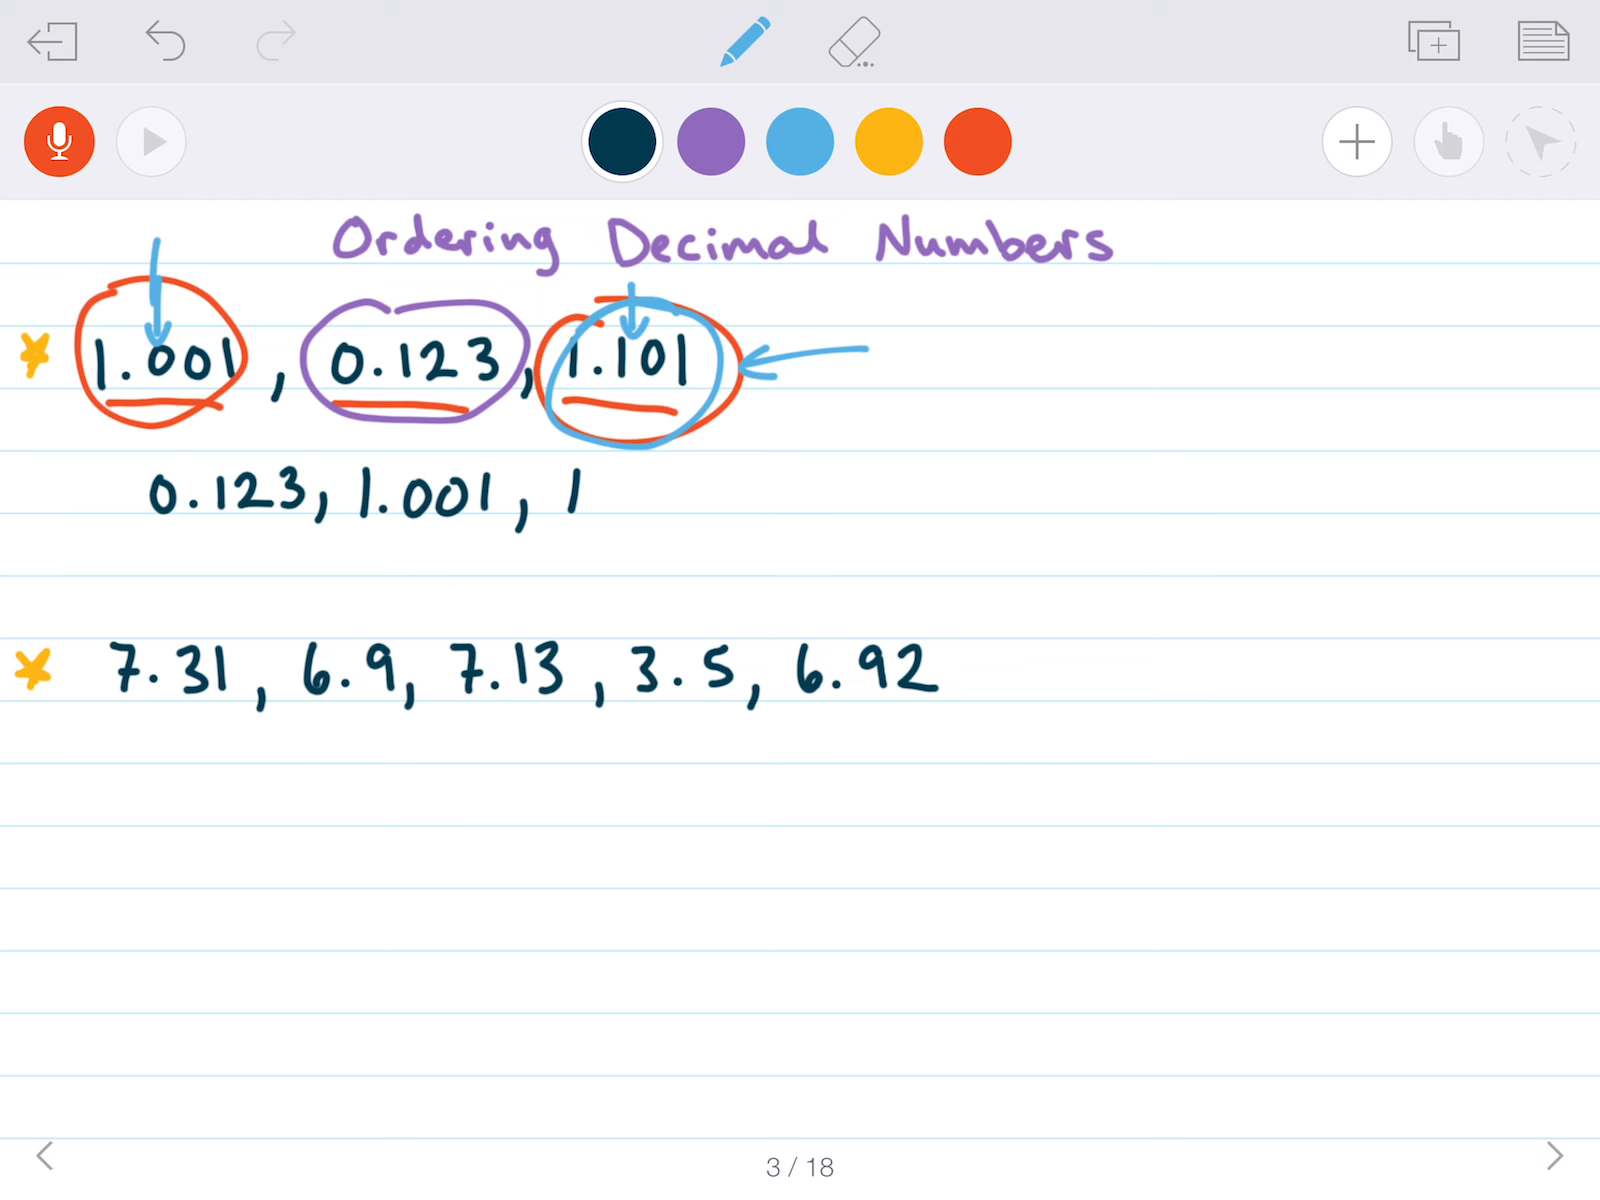 Ordering Decimal Numbers
1.001, 0.123, 1.101
0.123, 1.001, 1
7.31, 6.9, 7.13, 3.5, 6.92
3 / 18